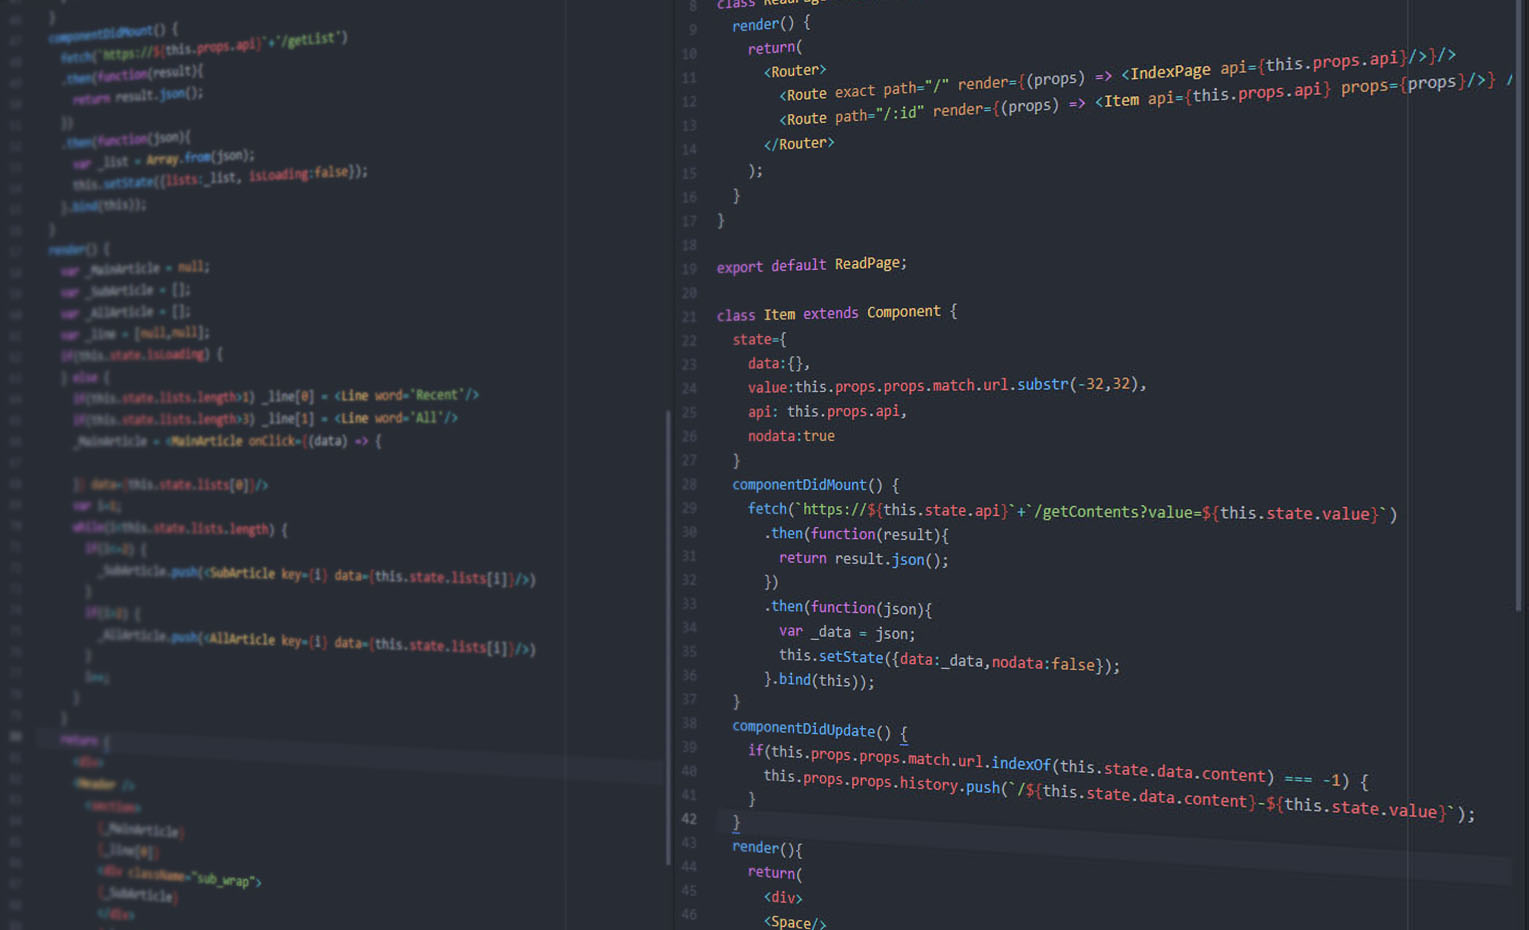 }
componentDidMount() {
fetch(`https://${this.props.api}`+`/getList`)
.then(function(result){
return result.json();
})
.then(function(json){
var _list = Array.from(json);
this.setState({lists:_list, isLoading:false});
}.bind(this));
}
render() {
var _MainArticle = null;
var _SubArticle = [];
var _AllArticle = [];
var _line = [null,null];
if(this.state.isLoading) {
} else {
if(this.state.lists.length>1) _line[0] = <Line word='Recent'/>
if(this.state.lists.length>3) _line[1] = <Line word='All'/>
_MainArticle = <MainArticle onClick={(data) => {
}} data={this.state.lists[0]}/>
var i=1;
while(i<this.state.lists.length) {
if(i<=2) {
_SubArticle.push(<SubArticle key={i} data={this.state.lists[i]}/>)
}
if(i>2) {
_AllArticle.push(<AllArticle key={i} data={this.state.lists[i]}/>)
}
i++;
}
}
80 return (
<div>
<Header />
<section>
{_MainArticle}
{_line[0]}
<div className="sub_wrap">
{_SubArticle}
</div>
8 class ReadPage
9 render() {
10 return(
11 <Router>
12 <Route exact path="/" render={(props) => <IndexPage api={this.props.api}/>}/>
13 <Route path="/:id" render={(props) => <Item api={this.props.api} props={props}/>} /
14 </Router>
15 );
16 }
17 }
18
19 export default ReadPage;
20
21 class Item extends Component {
22 state={
23 data:{},
24 value:this.props.props.match.url.substr(-32,32),
25 api: this.props.api,
26 nodata:true
27 }
28 componentDidMount() {
29 fetch(`https://${this.state.api}`+`/getContents?value=${this.state.value}`)
30 .then(function(result){
31 return result.json();
32 })
33 .then(function(json){
34 var _data = json;
35 this.setState({data:_data,nodata:false});
36 }.bind(this));
37 }
38 componentDidUpdate() {
39 if(this.props.props.match.url.indexOf(this.state.data.content) === -1) {
40 this.props.props.history.push(`/${this.state.data.content}-${this.state.value}`);
41 }
42 }
43 render(){
44 return(
45 <div>
46 <Space/>